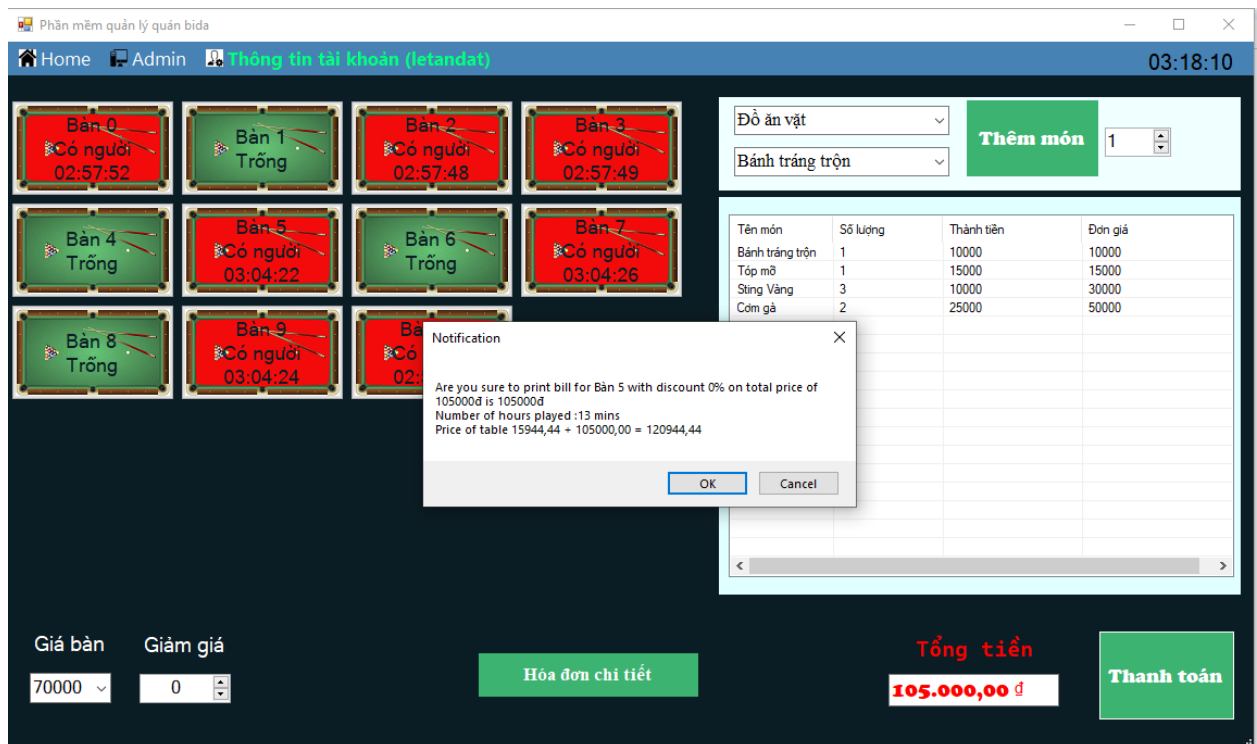 Phần mềm quản lý quán bida
Home Admin Thông tin tài khoản (letandat) 03:18:10
Bàn 0
Có người
02:57:52
Bàn 1
Trống
Bàn 2
Có người
02:57:48
Bàn 3
Có người
02:57:49
Bàn 4
Trống
Bàn 5
Có người
03:04:22
Bàn 6
Trống
Bàn 7
Có người
03:04:26
Bàn 8
Trống
Bàn 9
Có người
03:04:24
Bà
Có
02:
Đồ ăn vặt
Bánh tráng trộn
Thêm món
1
Tên món Số lượng Thành tiền Đơn giá
Bánh tráng trộn 1 10000 10000
Tóp mỡ 1 15000 15000
Sting Vàng 3 10000 30000
Cơm gà 2 25000 50000
Notification
Are you sure to print bill for Bàn 5 with discount 0% on total price of
105000đ is 105000đ
Number of hours played :13 mins
Price of table 15944,44 + 105000,00 = 120944,44
OK Cancel
Giá bàn Giảm giá
70000 0
Hóa đơn chi tiết
Tổng tiền
105.000,00 ₫
Thanh toán